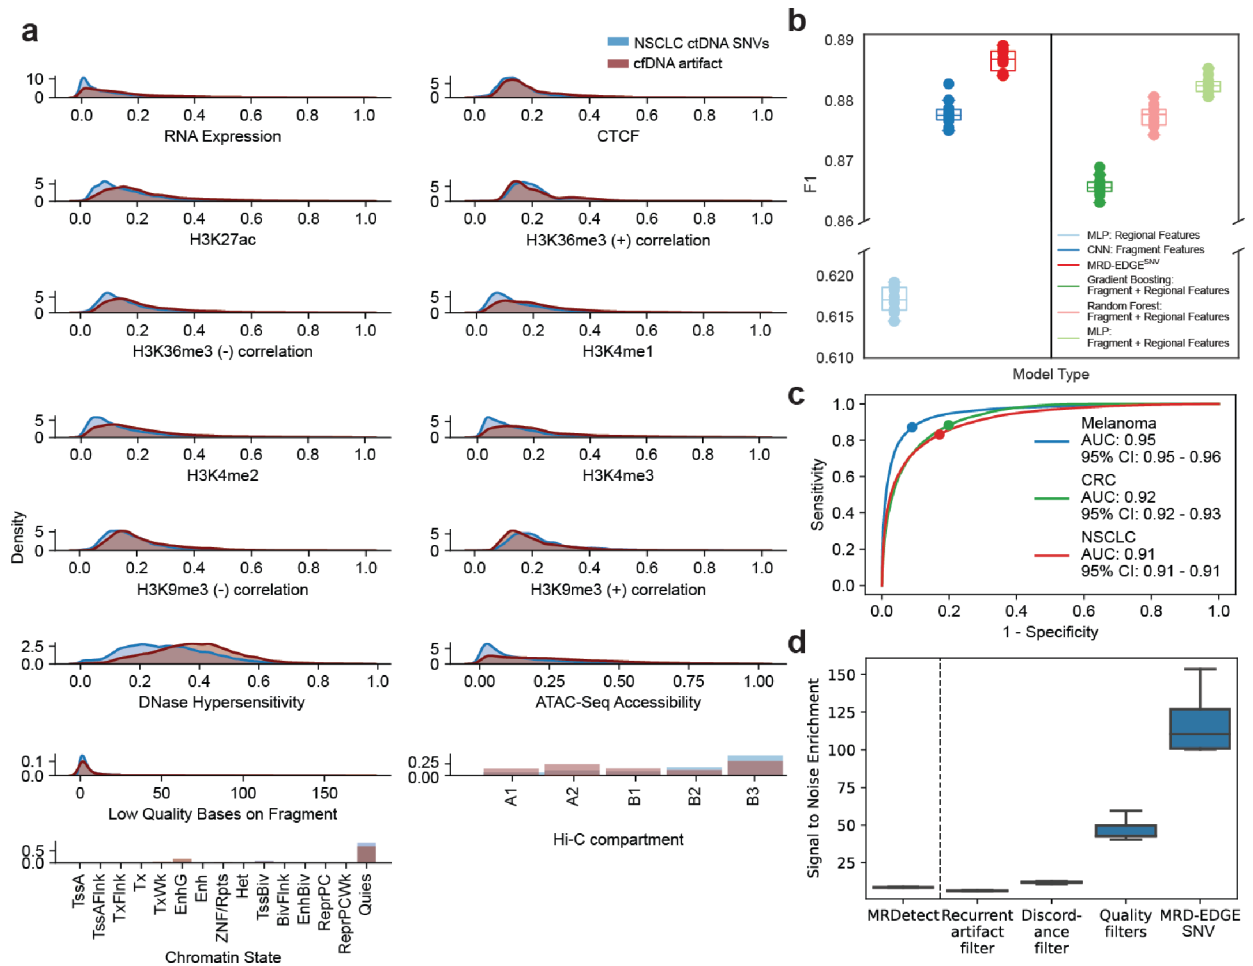 a
NSCLC ctDNA SNVs
cfDNA artifact
10
0
0.0 0.2 0.4 0.6 0.8 1.0
RNA Expression
5
0
0.0 0.2 0.4 0.6 0.8 1.0
CTCF
5
0
0.0 0.2 0.4 0.6 0.8 1.0
H3K27ac
5
0
0.0 0.2 0.4 0.6 0.8 1.0
H3K36me3 (+) correlation
5
0
0.0 0.2 0.4 0.6 0.8 1.0
H3K36me3 (-) correlation
5
0
0.0 0.2 0.4 0.6 0.8 1.0
H3K4me1
5
0
0.0 0.2 0.4 0.6 0.8 1.0
H3K4me2
5
0
0.0 0.2 0.4 0.6 0.8 1.0
H3K4me3
Density
5
0
0.0 0.2 0.4 0.6 0.8 1.0
H3K9me3 (-) correlation
5
0
0.0 0.2 0.4 0.6 0.8 1.0
H3K9me3 (+) correlation
2.5
0.0
0.0 0.2 0.4 0.6 0.8 1.0
DNase Hypersensitivity
5
0
0.00 0.25 0.50 0.75 1.00
ATAC-Seq Accessibility
0.1
0.0
0 50 100 150
Low Quality Bases on Fragment
0.25
0.00
A1 A2 B1 B2 B3
Hi-C compartment
0.5
0.0
TssA TssAFlnk TxFlnk Tx TxWk EnhG Enh ZNF/Rpts Het TssBiv BivFlnk EnhBiv ReprPC ReprPCWk Quies
Chromatin State
b
0.89
0.88
0.87
0.86
0.620
0.615
0.610
F1
MLP: Regional Features
CNN: Fragment Features
MRD-EDGE^SNV
Gradient Boosting:
Fragment + Regional Features
Random Forest:
Fragment + Regional Features
MLP:
Fragment + Regional Features
Model Type
c
1.0
0.8
0.6
0.4
0.2
0.0
Sensitivity
Melanoma
AUC: 0.95
95% CI: 0.95 - 0.96
CRC
AUC: 0.92
95% CI: 0.92 - 0.93
NSCLC
AUC: 0.91
95% CI: 0.91 - 0.91
0.0 0.2 0.4 0.6 0.8 1.0
1 - Specificity
d
150
125
100
75
50
25
Signal to Noise Enrichment
MRDetect
Recurrent
artifact
filter
Discord-
ance
filter
Quality
filters
MRD-EDGE
SNV